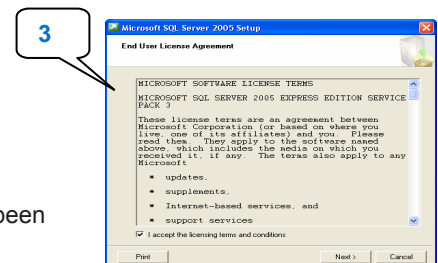 3
Microsoft SQL Server 2005 Setup
End User License Agreement
MICROSOFT SOFTWARE LICENSE TERMS
MICROSOFT SQL SERVER 2005 EXPRESS EDITION SERVICE
PACK 3
These license terms are an agreement between
Microsoft Corporation (or based on where you
live, one of its affiliates) and you. Please
read them. They apply to the software named
above, which includes the media on which you
received it, if any. The terms also apply to any
Microsoft
* updates,
* supplements,
* Internet-based services, and
* support services
been
I accept the licensing terms and conditions
Print
Next >
Cancel